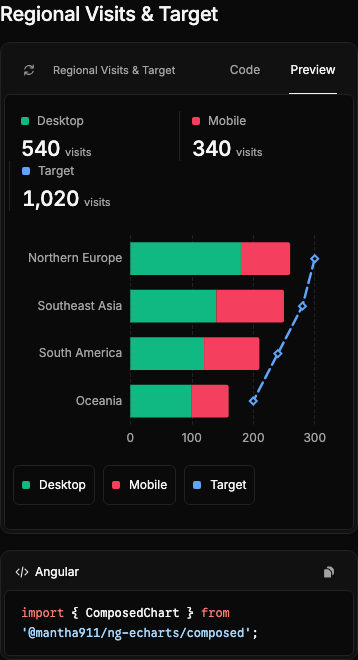 Regional Visits & Target
Regional Visits & Target
Code
Preview
Desktop
540 visits
Mobile
340 visits
Target
1,020 visits
Northern Europe
Southeast Asia
South America
Oceania
0 100 200 300
Desktop
Mobile
Target
</> Angular
import { ComposedChart } from
'@mantha911/ng-echarts/composed';